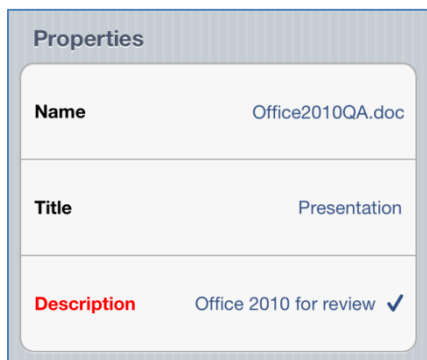 Properties
Name Office2010QA.doc
Title Presentation
Description Office 2010 for review ✓